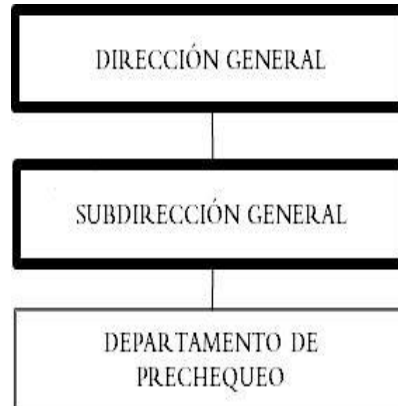 DIRECCIÓN GENERAL
SUBDIRECCIÓN GENERAL
DEPARTAMENTO DE
PRECHEQUEO